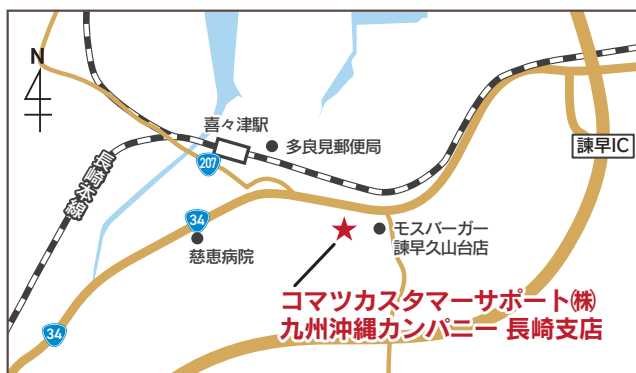 N
喜々津駅
多良見郵便局
207
諫早IC
長崎本線
34
慈恵病院
モスバーガー
諫早久山台店
コマツカスタマーサポート㈱
九州沖縄カンパニー 長崎支店
34